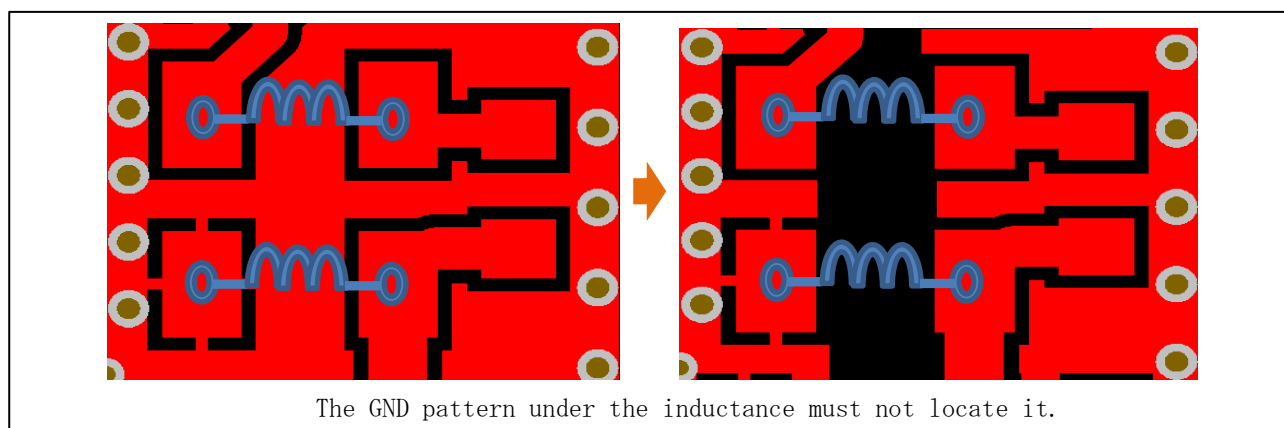 The GND pattern under the inductance must not locate it.